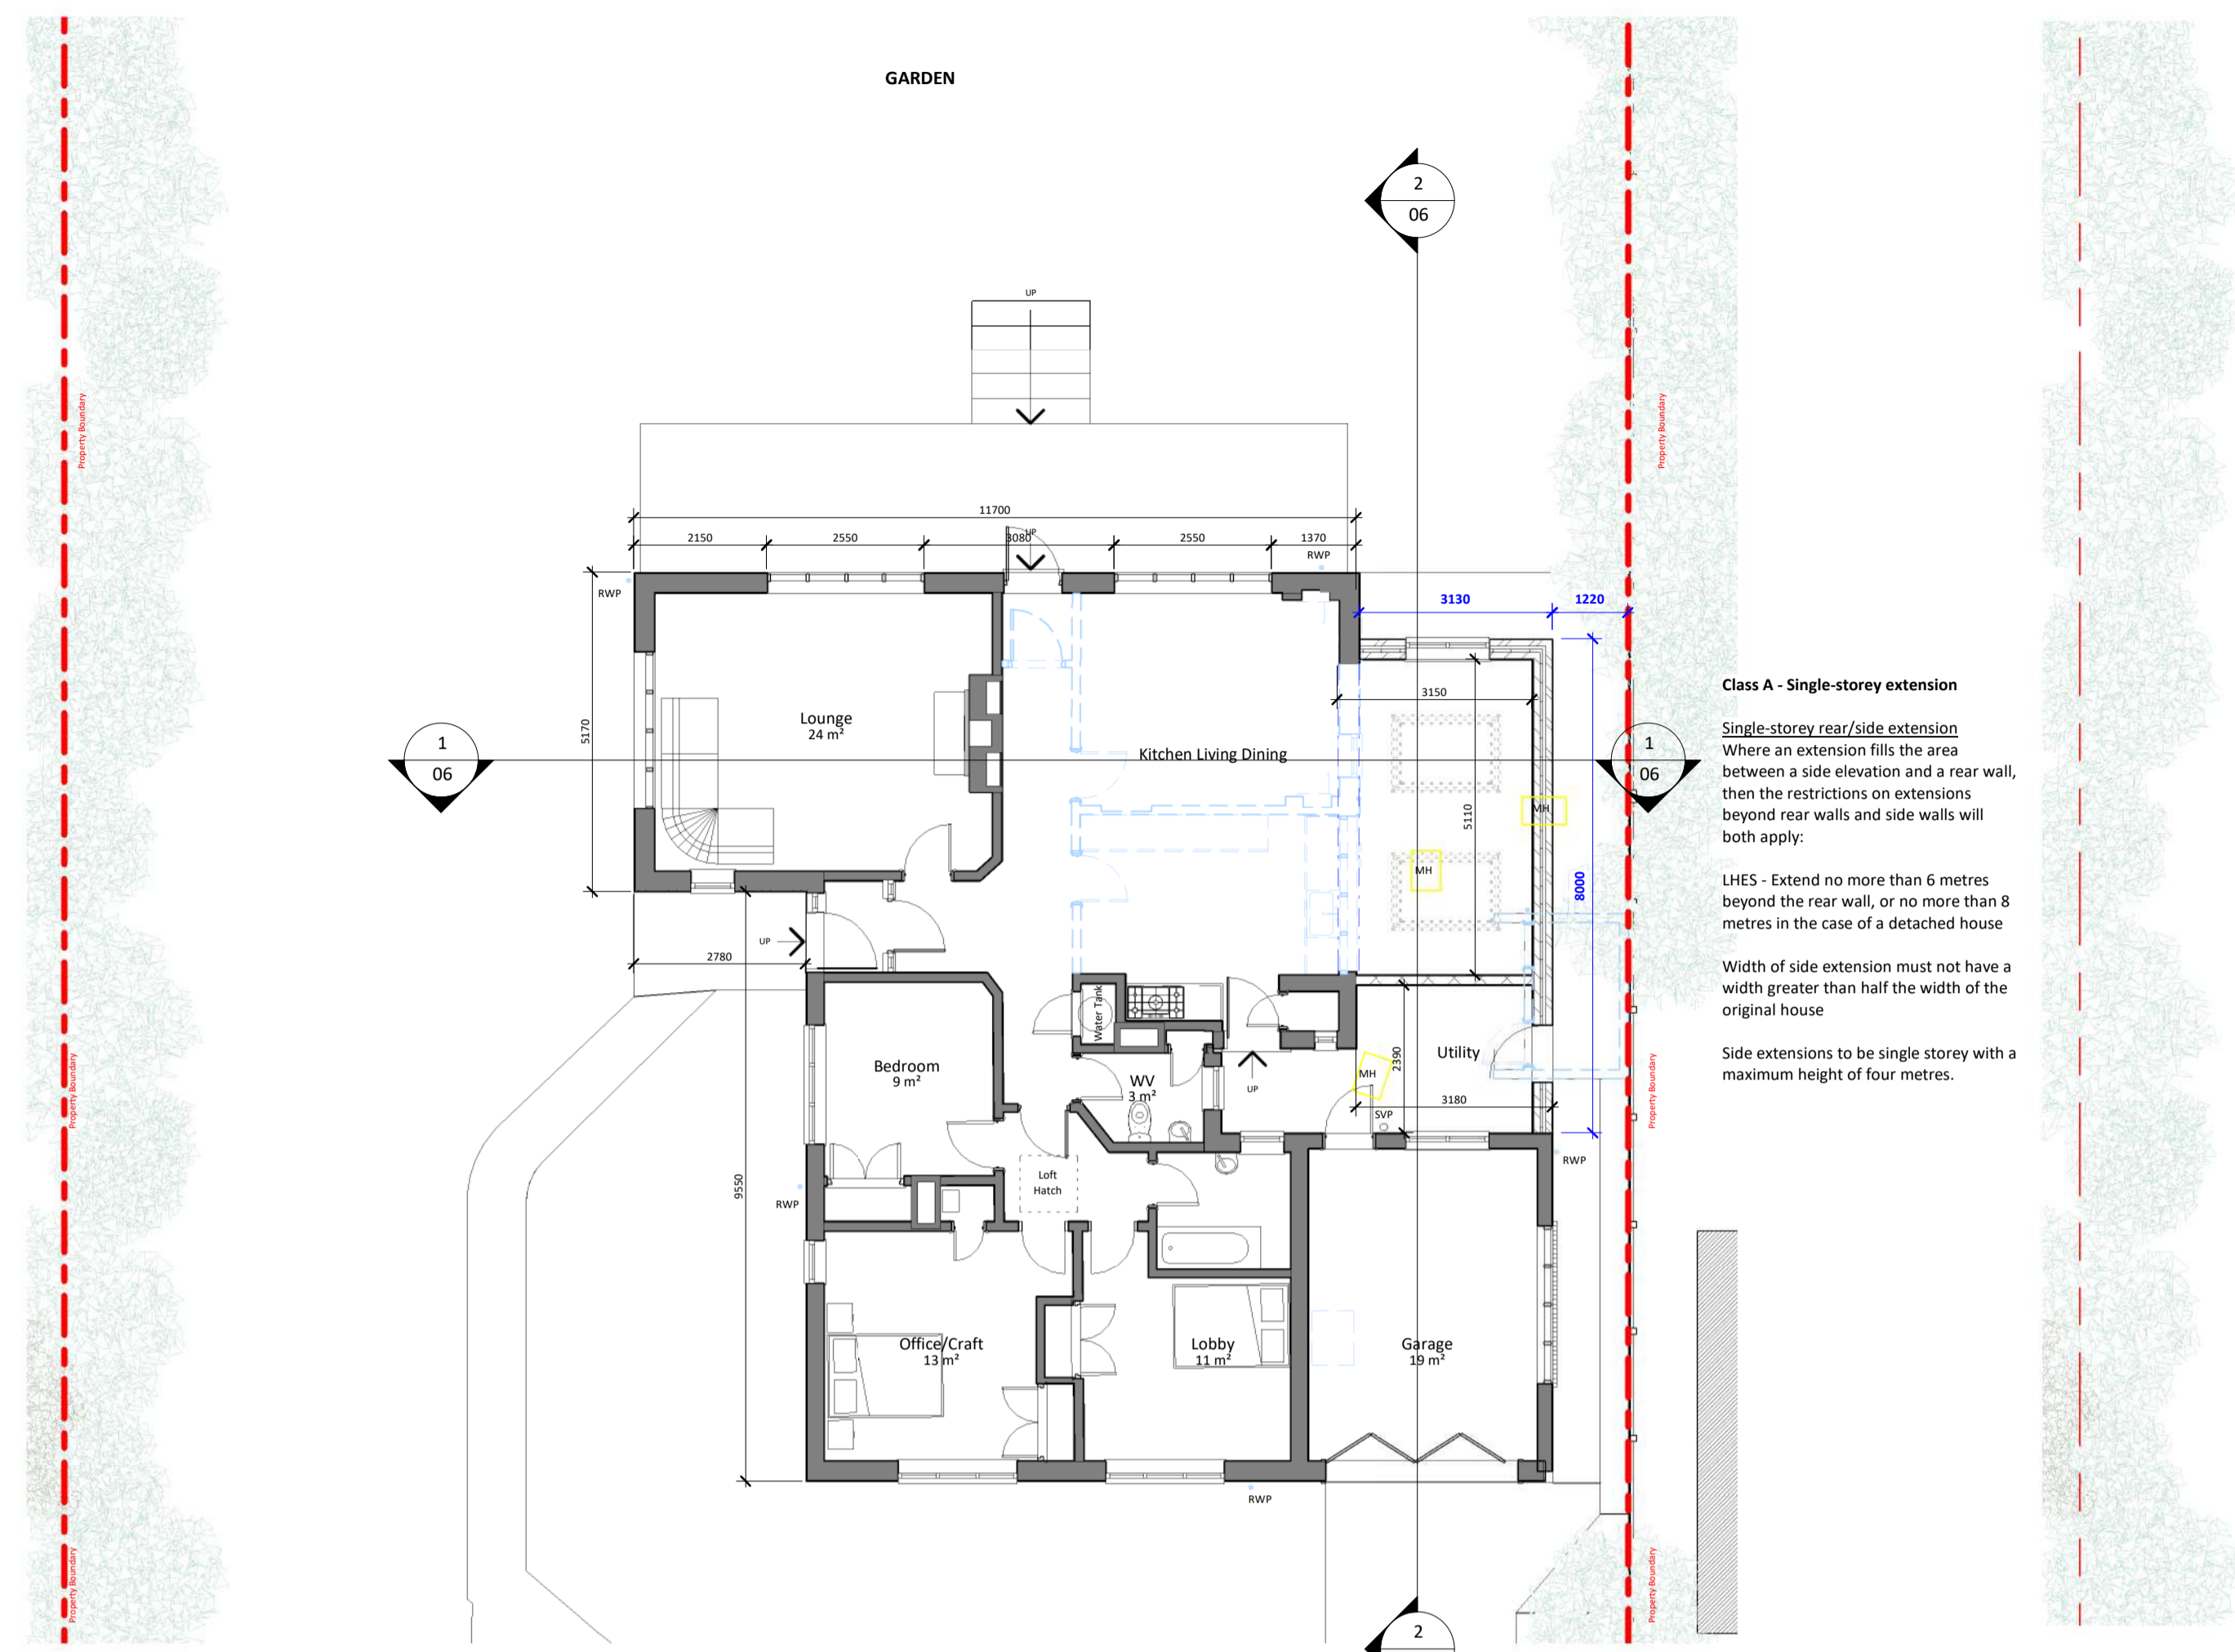 GARDEN
2
06
UP
Property Boundary
Property Boundary
11700
2150
2550
3080
UP
2550
1370
RWP
RWP
3130
1220
5170
Lounge
24 m²
Kitchen Living Dining
3150
5110
8000
1
06
1
06
MH
MH
Class A - Single-storey extension
Single-storey rear/side extension
Where an extension fills the area
between a side elevation and a rear wall,
then the restrictions on extensions
beyond rear walls and side walls will
both apply:
LHES - Extend no more than 6 metres
beyond the rear wall, or no more than 8
metres in the case of a detached house
Width of side extension must not have a
width greater than half the width of the
original house
Side extensions to be single storey with a
maximum height of four metres.
UP
2780
Water Tank
Bedroom
9 m²
WV
3 m²
UP
MH
2390
Utility
3180
SVP
Property Boundary
Property Boundary
RWP
Loft
Hatch
9550
RWP
Office/Craft
13 m²
Lobby
11 m²
Garage
19 m²
RWP
Property Boundary
Property Boundary
2